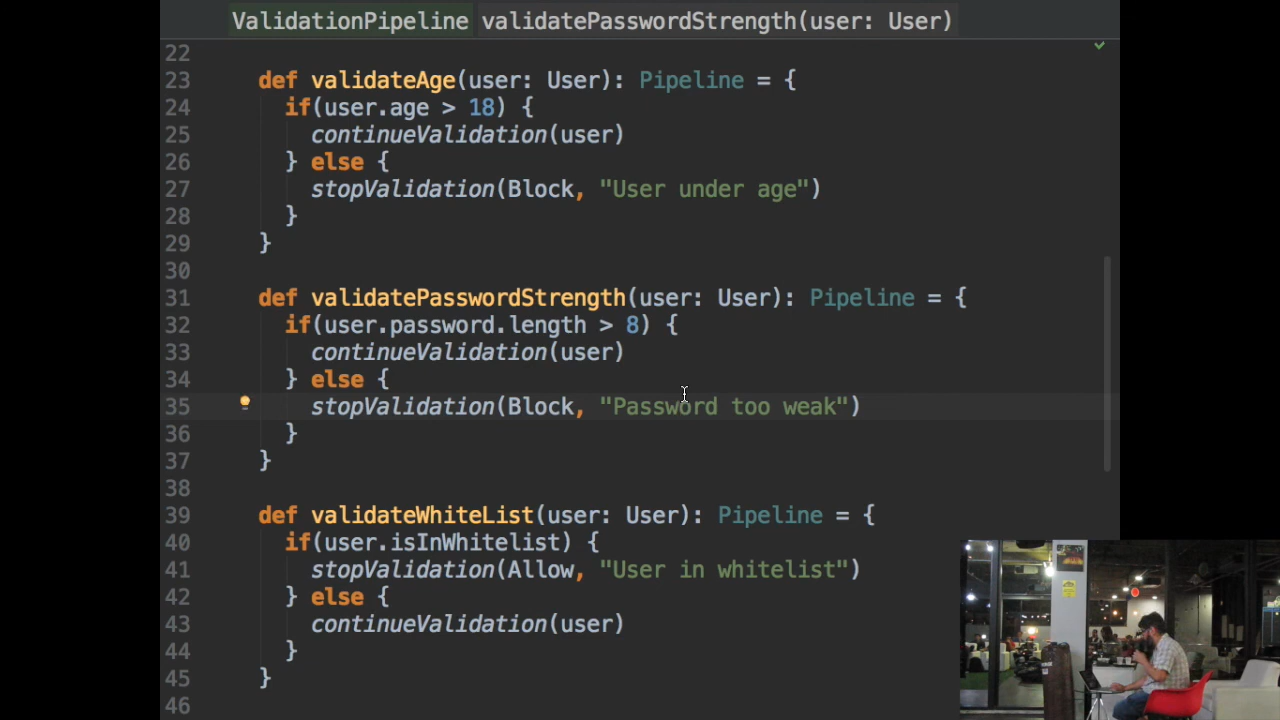 ValidationPipeline validatePasswordStrength(user: User)
22
23 def validateAge(user: User): Pipeline = {
24 if(user.age > 18) {
25 continueValidation(user)
26 } else {
27 stopValidation(Block, "User under age")
28 }
29 }
30
31 def validatePasswordStrength(user: User): Pipeline = {
32 if(user.password.length > 8) {
33 continueValidation(user)
34 } else {
35 stopValidation(Block, "Password too weak")
36 }
37 }
38
39 def validateWhiteList(user: User): Pipeline = {
40 if(user.isInWhitelist) {
41 stopValidation(Allow, "User in whitelist")
42 } else {
43 continueValidation(user)
44 }
45 }
46